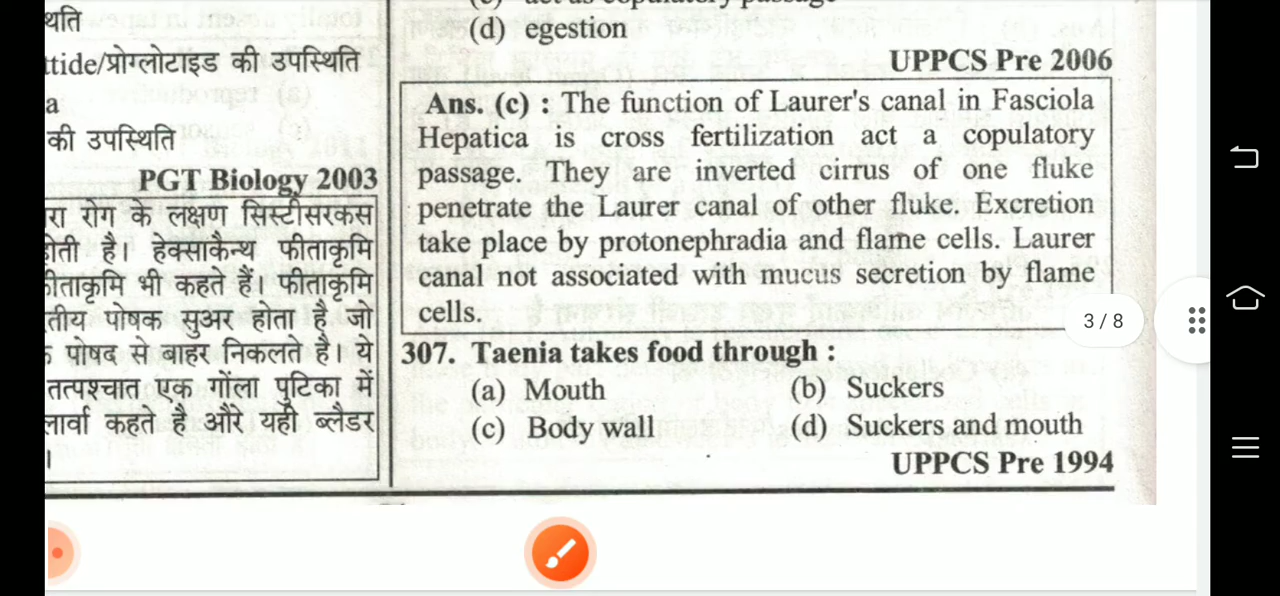 थति
ttide/प्रोग्लोटाइड की उपस्थिति
a
की उपस्थिति
PGT Biology 2003
रा रोग के लक्षण सिस्टीसरकस
होती है। हेक्साकैन्थ फीताकृमि
फीताकृमि भी कहते हैं। फीताकृमि
तीय पोषक सुअर होता है जो
पोषद से बाहर निकलते हैं। ये
तत्पश्चात एक गोंला पुटिका में
लार्वा कहते है औरे यही ब्लैडर
।
(d) egestion
UPPCS Pre 2006
Ans. (c) : The function of Laurer's canal in Fasciola
Hepatica is cross fertilization act a copulatory
passage. They are inverted cirrus of one fluke
penetrate the Laurer canal of other fluke. Excretion
take place by protonephradia and flame cells. Laurer
canal not associated with mucus secretion by flame
cells.
307. Taenia takes food through :
(a) Mouth (b) Suckers
(c) Body wall (d) Suckers and mouth
UPPCS Pre 1994
3 / 8